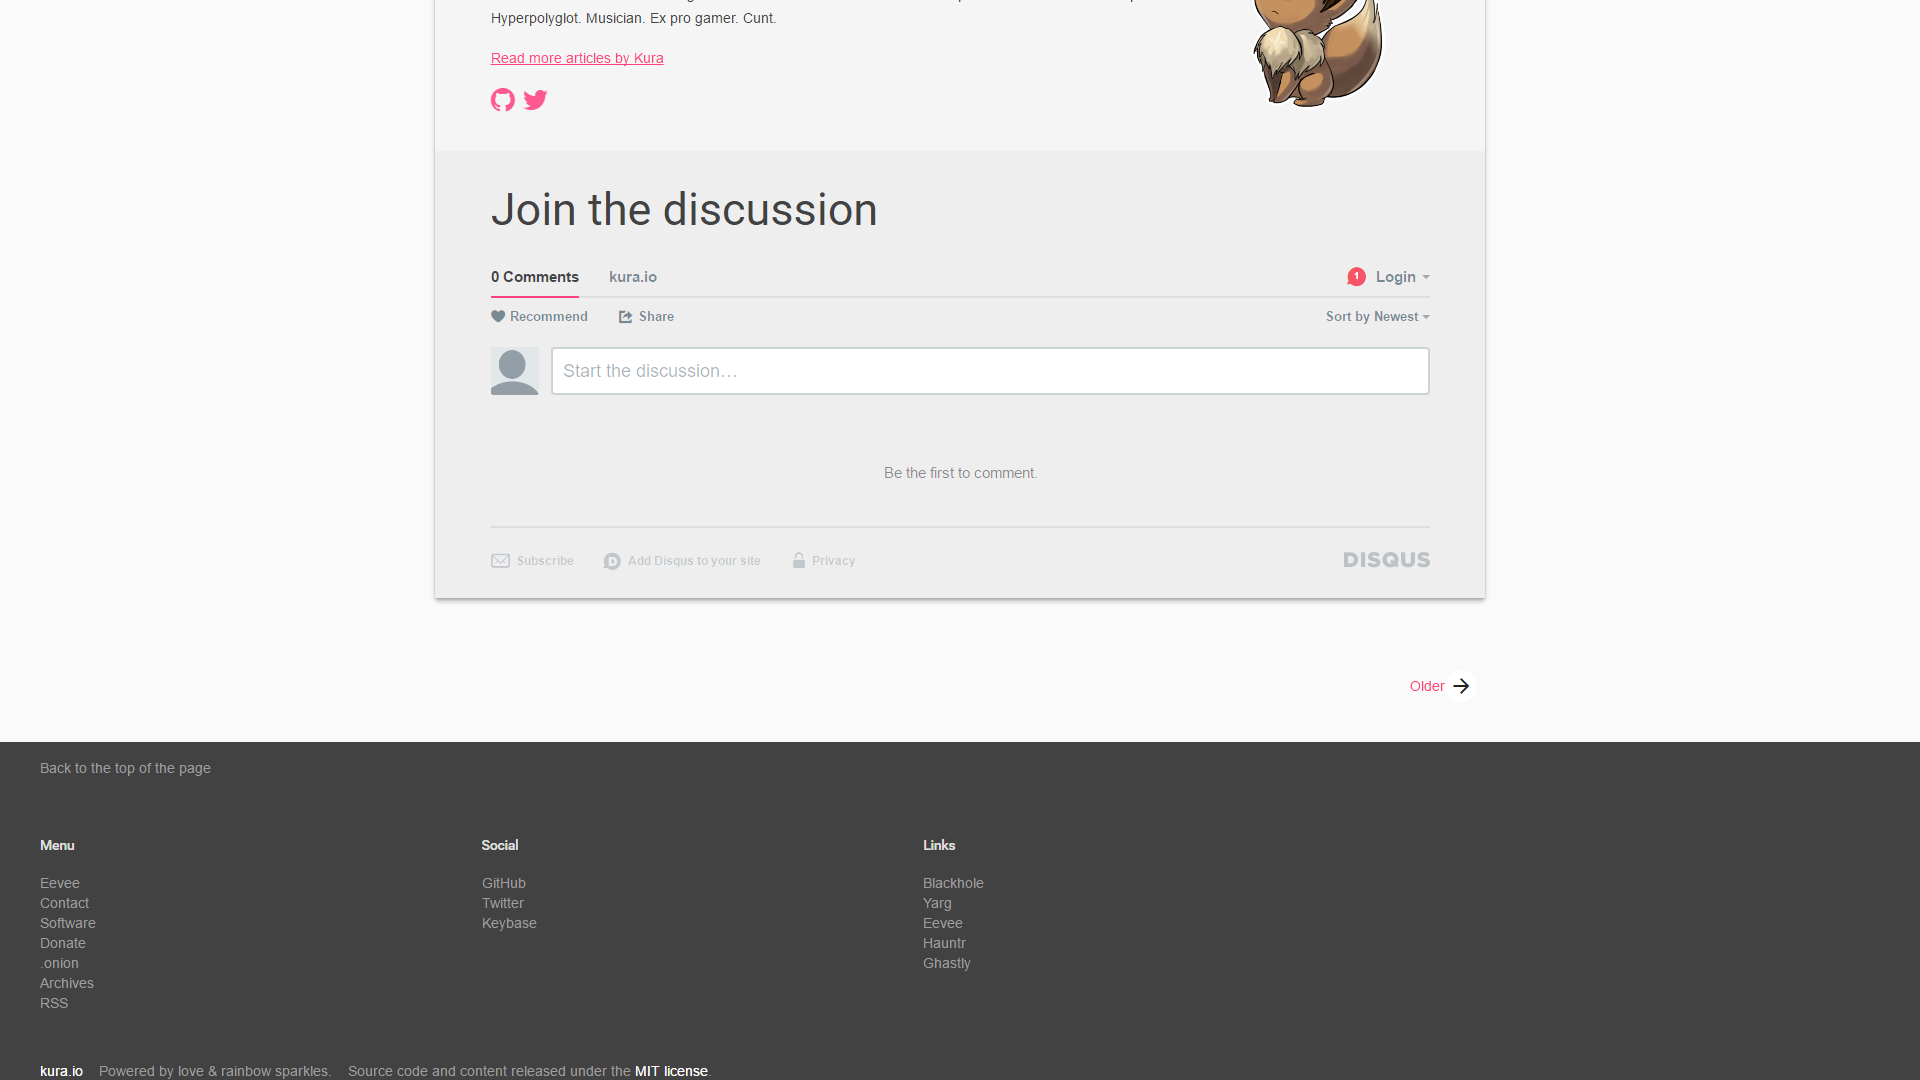 Hyperpolyglot. Musician. Ex pro gamer. Cunt.
Read more articles by Kura
Join the discussion
0 Comments kura.io 1 Login
Recommend Share Sort by Newest
Start the discussion…
Be the first to comment.
Subscribe Add Disqus to your site Privacy DISQUS
Older
Back to the top of the page
Menu
Eevee
Contact
Software
Donate
.onion
Archives
RSS
Social
GitHub
Twitter
Keybase
Links
Blackhole
Yarg
Eevee
Hauntr
Ghastly
kura.io Powered by love & rainbow sparkles. Source code and content released under the MIT license.